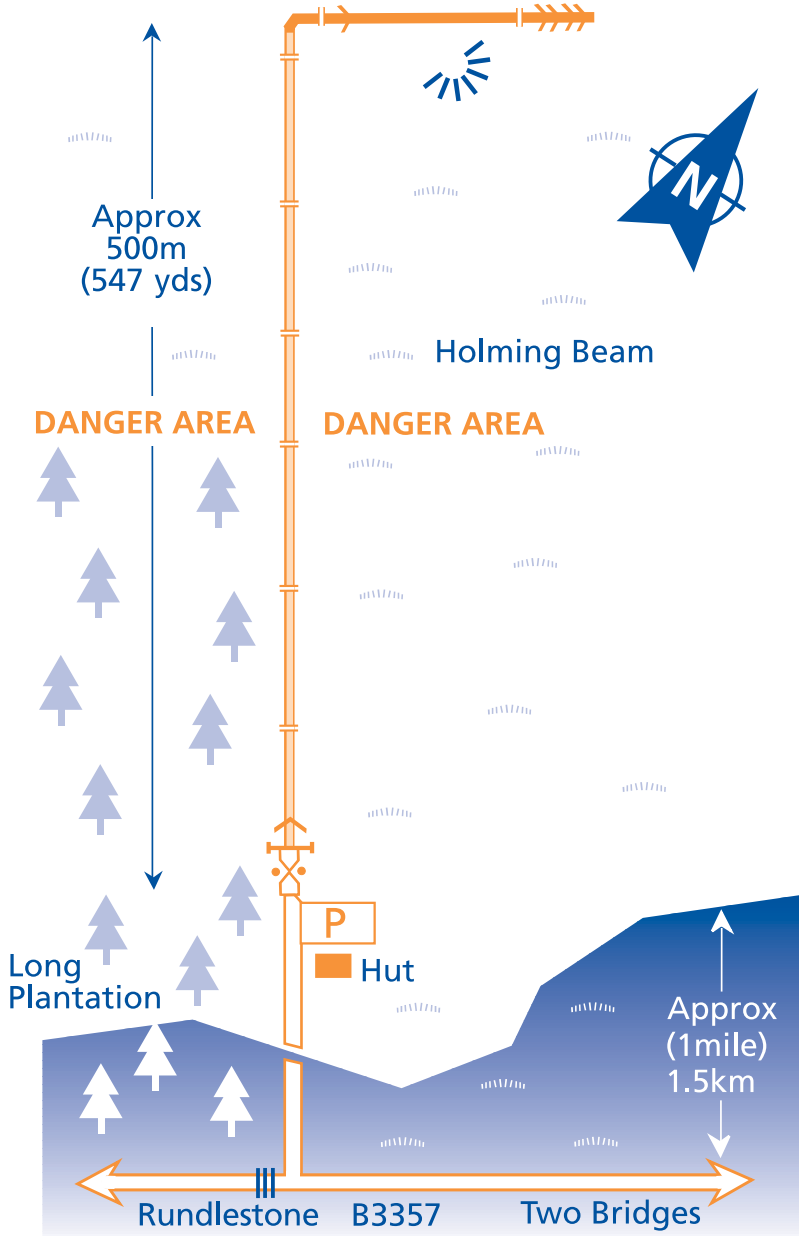 N
Approx
500m
(547 yds)
Holming Beam
DANGER AREA
DANGER AREA
P
Hut
Long
Plantation
Approx
(1mile)
1.5km
Rundlestone
B3357
Two Bridges